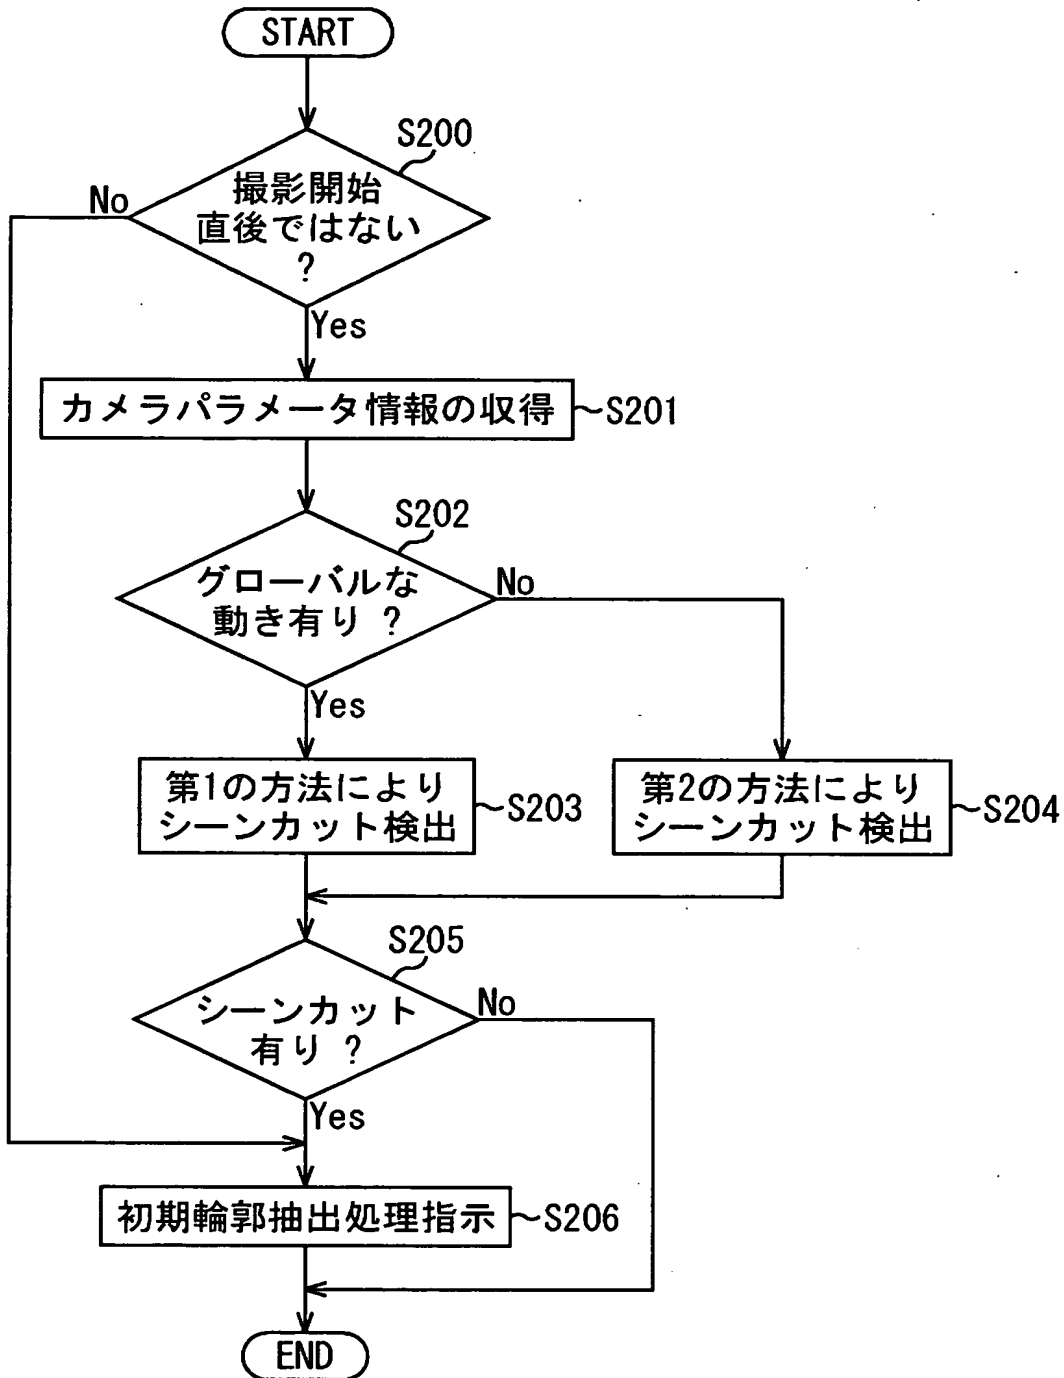 START
S200
撮影開始
直後ではない
?
No
Yes
カメラパラメータ情報の収得
S201
S202
グローバルな
動き有り ?
No
Yes
第1の方法により
シーンカット検出
S203
第2の方法により
シーンカット検出
S204
S205
シーンカット
有り ?
No
Yes
初期輪郭抽出処理指示
S206
END